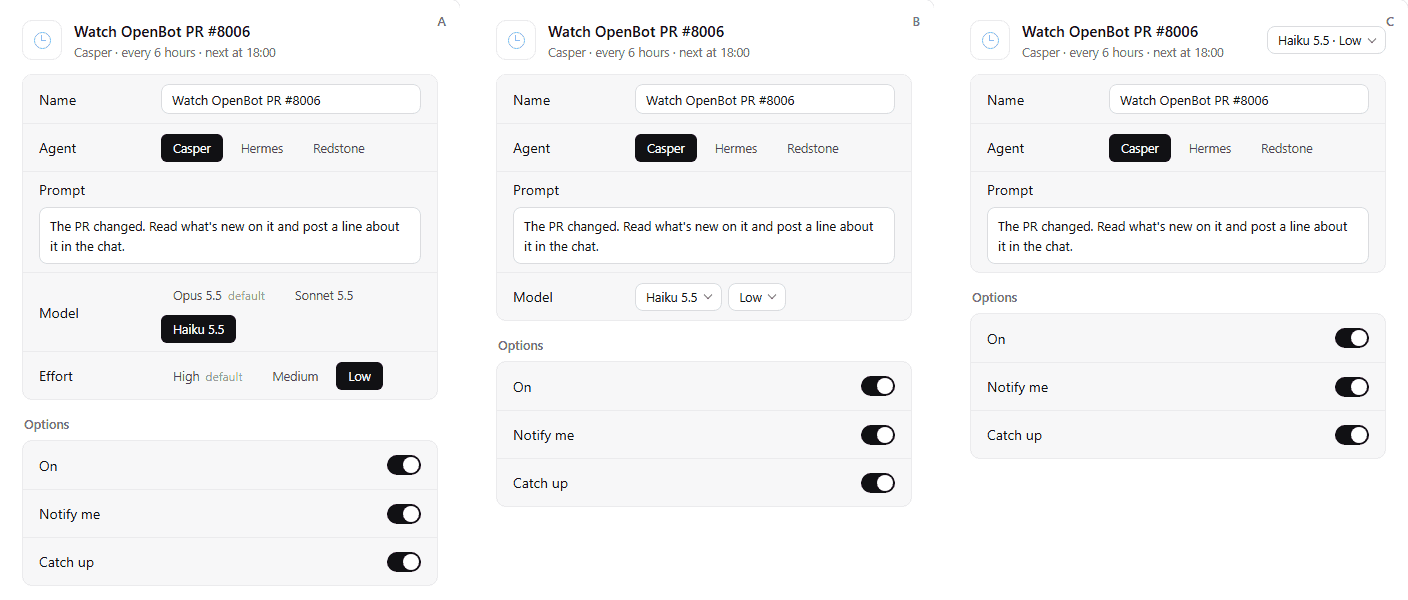 A
Watch OpenBot PR #8006
Casper · every 6 hours · next at 18:00
Name
Watch OpenBot PR #8006
Agent
Casper Hermes Redstone
Prompt
The PR changed. Read what's new on it and post a line about
it in the chat.
Model
Opus 5.5 default Sonnet 5.5
Haiku 5.5
Effort
High default Medium Low
Options
On
Notify me
Catch up
B
Watch OpenBot PR #8006
Casper · every 6 hours · next at 18:00
Name
Watch OpenBot PR #8006
Agent
Casper Hermes Redstone
Prompt
The PR changed. Read what's new on it and post a line about
it in the chat.
Model
Haiku 5.5 Low
Options
On
Notify me
Catch up
C
Watch OpenBot PR #8006
Casper · every 6 hours · next at 18:00
Haiku 5.5 · Low
Name
Watch OpenBot PR #8006
Agent
Casper Hermes Redstone
Prompt
The PR changed. Read what's new on it and post a line about
it in the chat.
Options
On
Notify me
Catch up